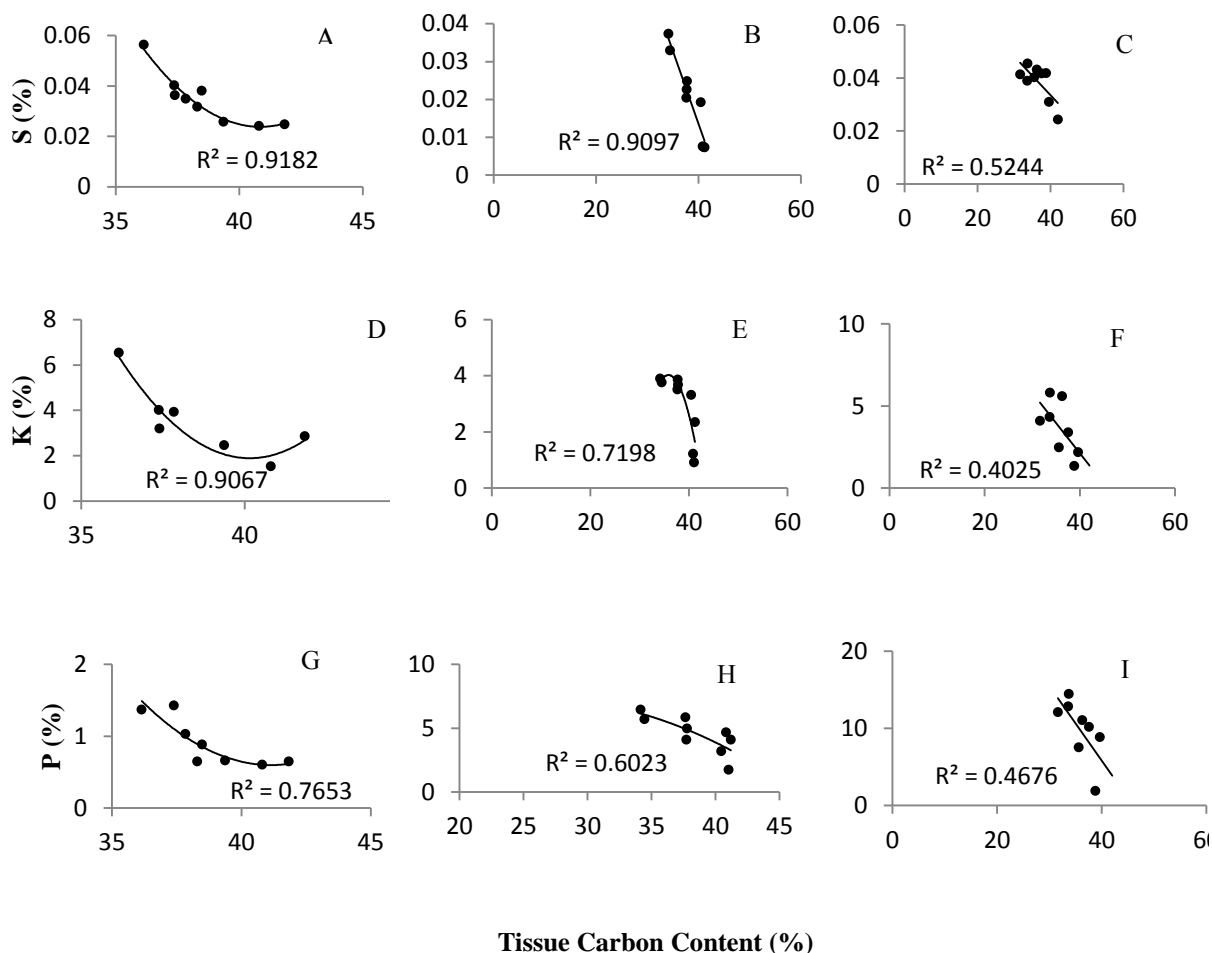 A
S (%)
0.06
0.04
0.02
0
R² = 0.9182
35 40 45
B
0.04
0.03
0.02
0.01
0.00
R² = 0.9097
0 20 40 60
C
0.06
0.04
0.02
0.00
R² = 0.5244
0 20 40 60
D
K (%)
8
6
4
2
0
R² = 0.9067
35 40
E
6
4
2
0
R² = 0.7198
0 20 40 60
F
10
5
0
R² = 0.4025
0 20 40 60
G
P (%)
2
1
0
R² = 0.7653
35 40 45
H
10
5
0
R² = 0.6023
20 25 30 35 40 45
I
20
10
0
R² = 0.4676
0 20 40 60
Tissue Carbon Content (%)